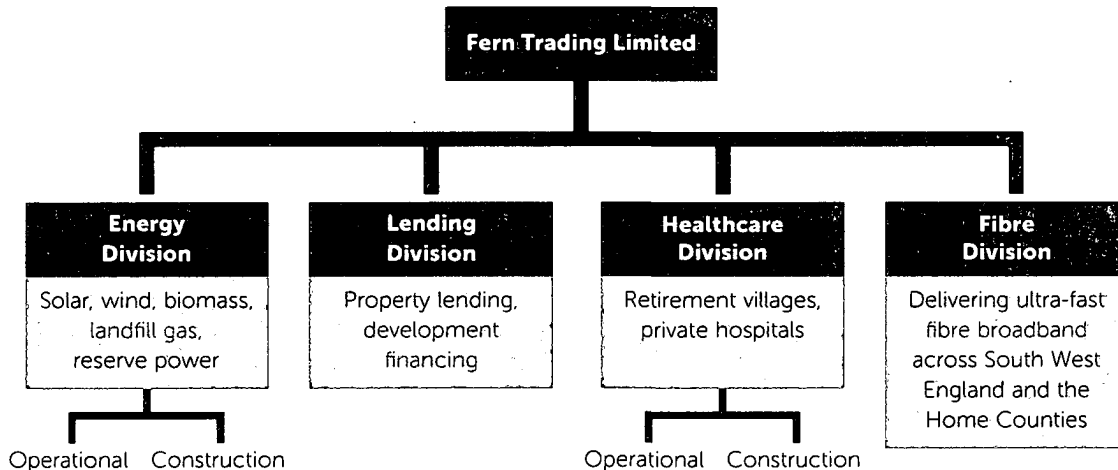 Fern Trading Limited
Energy
Division
Solar, wind, biomass,
landfill gas,
reserve power
Operational Construction
Lending
Division
Property lending,
development
financing
Healthcare
Division
Retirement villages,
private hospitals
Operational Construction
Fibre
Division
Delivering ultra-fast
fibre broadband
across South West
England and the
Home Counties